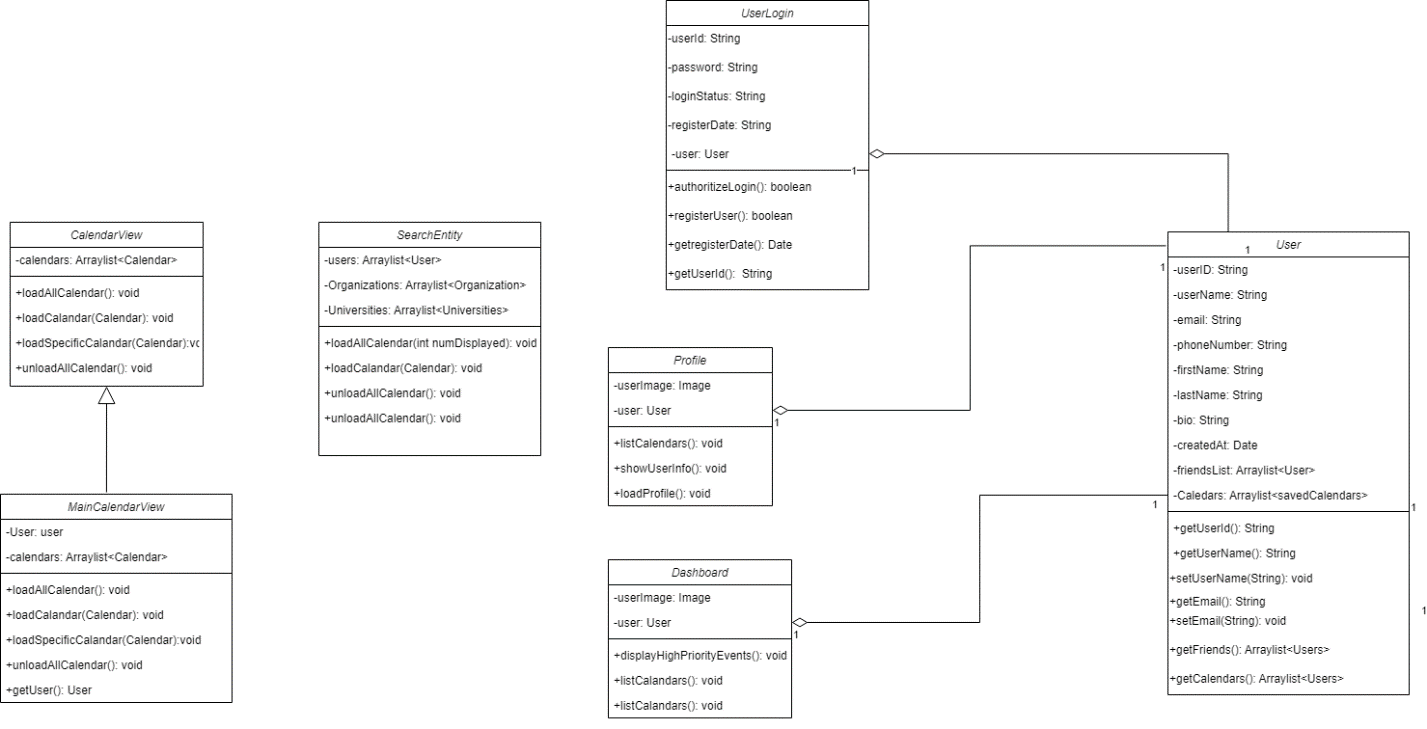 UserLogin
-userId: String
-password: String
-loginStatus: String
-registerDate: String
-user: User
1
+authoritizeLogin(): boolean
+registerUser(): boolean
+getregisterDate(): Date
+getUserId():  String
CalendarView
-calendars: Arraylist<Calendar>
+loadAllCalendar(): void
+loadCalandar(Calendar): void
+loadSpecificCalandar(Calendar):vc
+unloadAllCalendar(): void
SearchEntity
-users: Arraylist<User>
-Organizations: Arraylist<Organization>
-Universities: Arraylist<Universities>
+loadAllCalendar(int numDisplayed): void
+loadCalandar(Calendar): void
+unloadAllCalendar(): void
+unloadAllCalendar(): void
MainCalendarView
-User: user
-calendars: Arraylist<Calendar>
+loadAllCalendar(): void
+loadCalandar(Calendar): void
+loadSpecificCalandar(Calendar):void
+unloadAllCalendar(): void
+getUser(): User
Profile
-userImage: Image
-user: User
1
+listCalendars(): void
+showUserInfo(): void
+loadProfile(): void
Dashboard
-userImage: Image
-user: User
1
+displayHighPriorityEvents(): void
+listCalandars(): void
+listCalandars(): void
1
User
1
-userID: String
-userName: String
-email: String
-phoneNumber: String
-firstName: String
-lastName: String
-bio: String
-createdAt: Date
-friendsList: Arraylist<User>
-Caledars: Arraylist<savedCalendars>
1
1
+getUserId(): String
+getUserName(): String
+setUserName(String): void
+getEmail(): String
1
+setEmail(String): void
+getFriends(): Arraylist<Users>
+getCalendars(): Arraylist<Users>